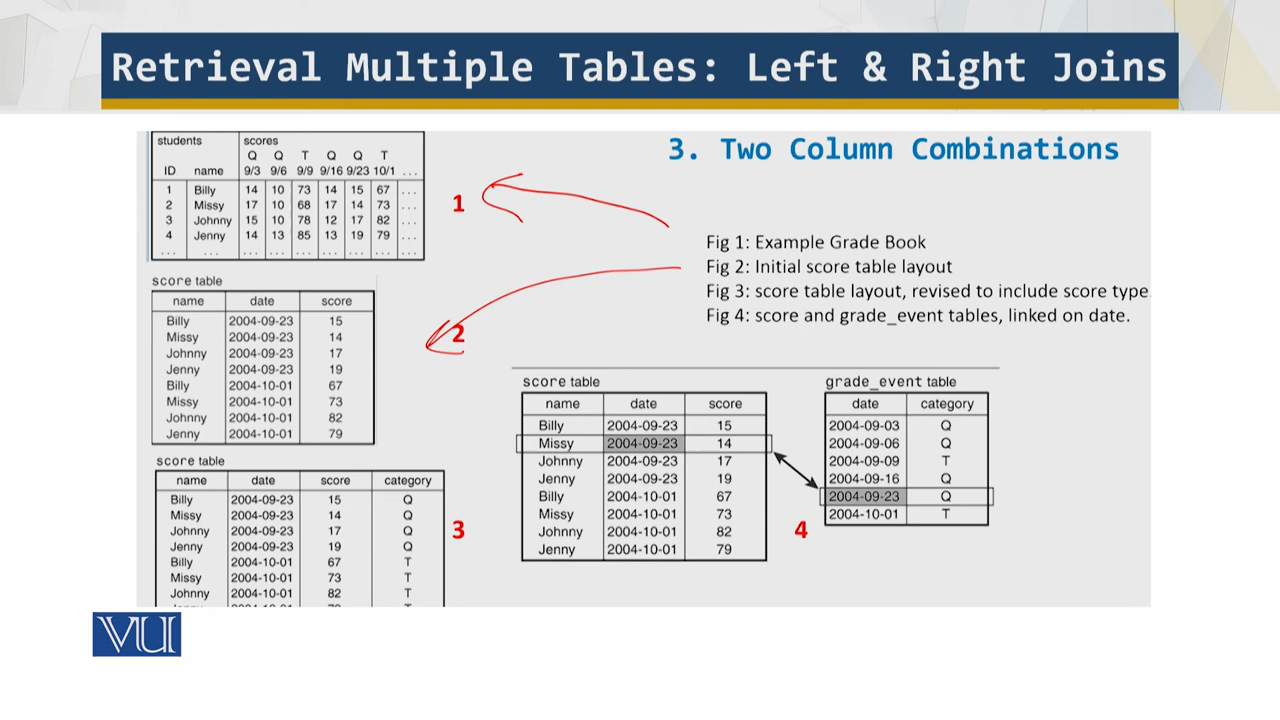 Retrieval Multiple Tables: Left & Right Joins
3. Two Column Combinations
students scores
Q Q T Q Q T
ID name 9/3 9/6 9/9 9/16 9/23 10/1 ...
1 Billy 14 10 73 14 15 67 ...
2 Missy 17 10 68 17 14 73 ...
3 Johnny 15 10 78 12 17 82 ...
4 Jenny 14 13 85 13 19 79 ...
... ... ... ... ... ... ... ... ...
1
Fig 1: Example Grade Book
Fig 2: Initial score table layout
Fig 3: score table layout, revised to include score type
Fig 4: score and grade_event tables, linked on date.
score table
name date score
Billy 2004-09-23 15
Missy 2004-09-23 14
Johnny 2004-09-23 17
Jenny 2004-09-23 19
Billy 2004-10-01 67
Missy 2004-10-01 73
Johnny 2004-10-01 82
Jenny 2004-10-01 79
2
score table
name date score category
Billy 2004-09-23 15 Q
Missy 2004-09-23 14 Q
Johnny 2004-09-23 17 Q
Jenny 2004-09-23 19 Q
Billy 2004-10-01 67 T
Missy 2004-10-01 73 T
Johnny 2004-10-01 82 T
3
score table
name date score
Billy 2004-09-23 15
Missy 2004-09-23 14
Johnny 2004-09-23 17
Jenny 2004-09-23 19
Billy 2004-10-01 67
Missy 2004-10-01 73
Johnny 2004-10-01 82
Jenny 2004-10-01 79
4
grade_event table
date category
2004-09-03 Q
2004-09-06 Q
2004-09-09 T
2004-09-16 Q
2004-09-23 Q
2004-10-01 T
VU